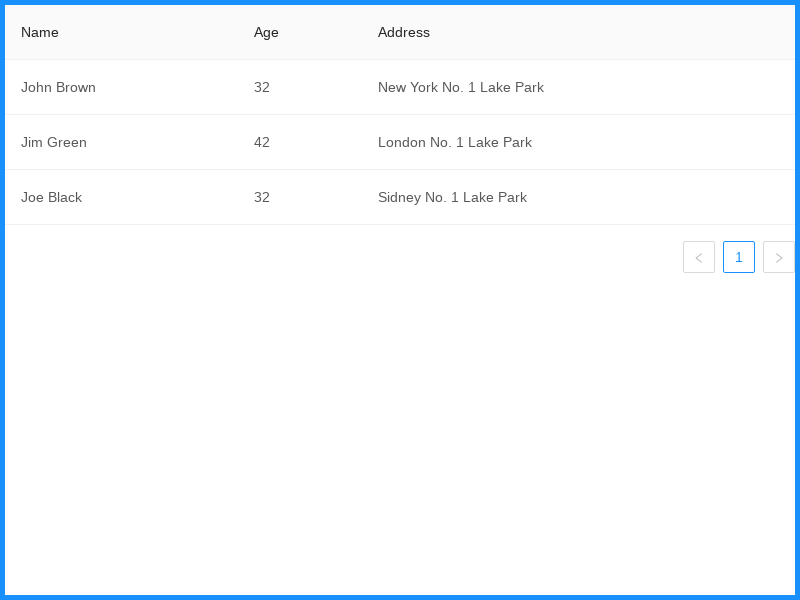 Name Age Address
John Brown 32 New York No. 1 Lake Park
Jim Green 42 London No. 1 Lake Park
Joe Black 32 Sidney No. 1 Lake Park
1